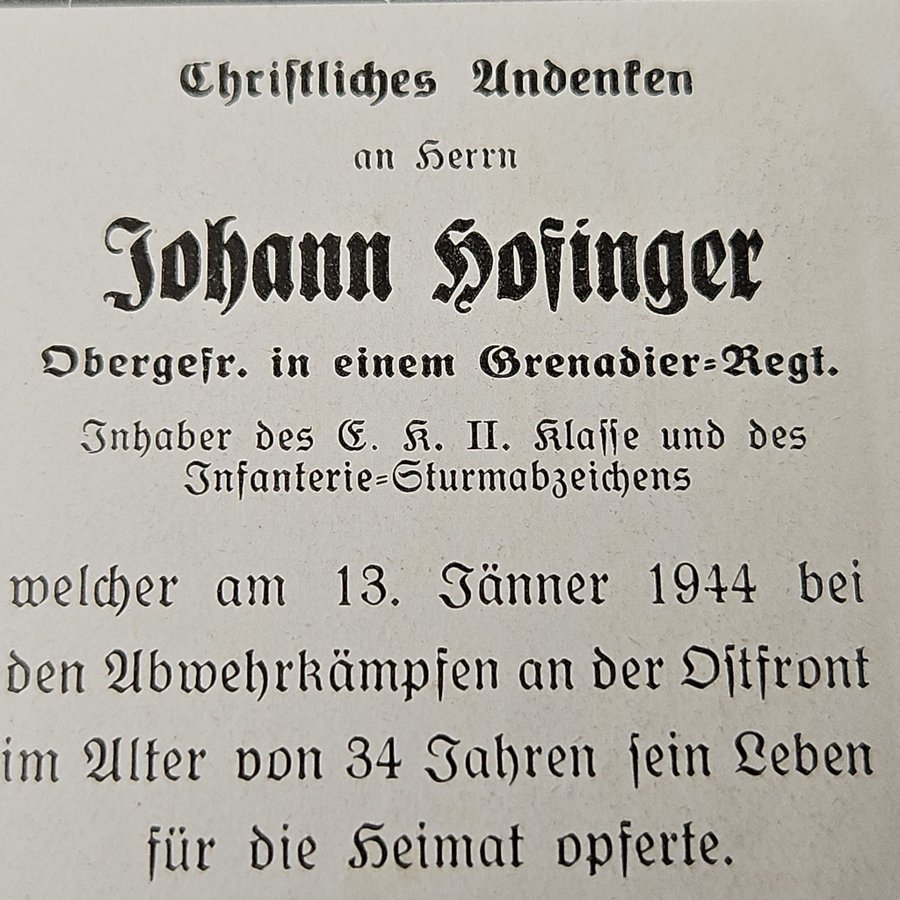 Christliches Andenken
an Herrn
Johann Hofinger
Obergefr. in einem Grenadier-Regt.
Inhaber des E. K. II. Klasse und des
Infanterie-Sturmabzeichens
welcher am 13. Jänner 1944 bei
den Abwehrkämpfen an der Ostfront
im Alter von 34 Jahren sein Leben
für die Heimat opferte.